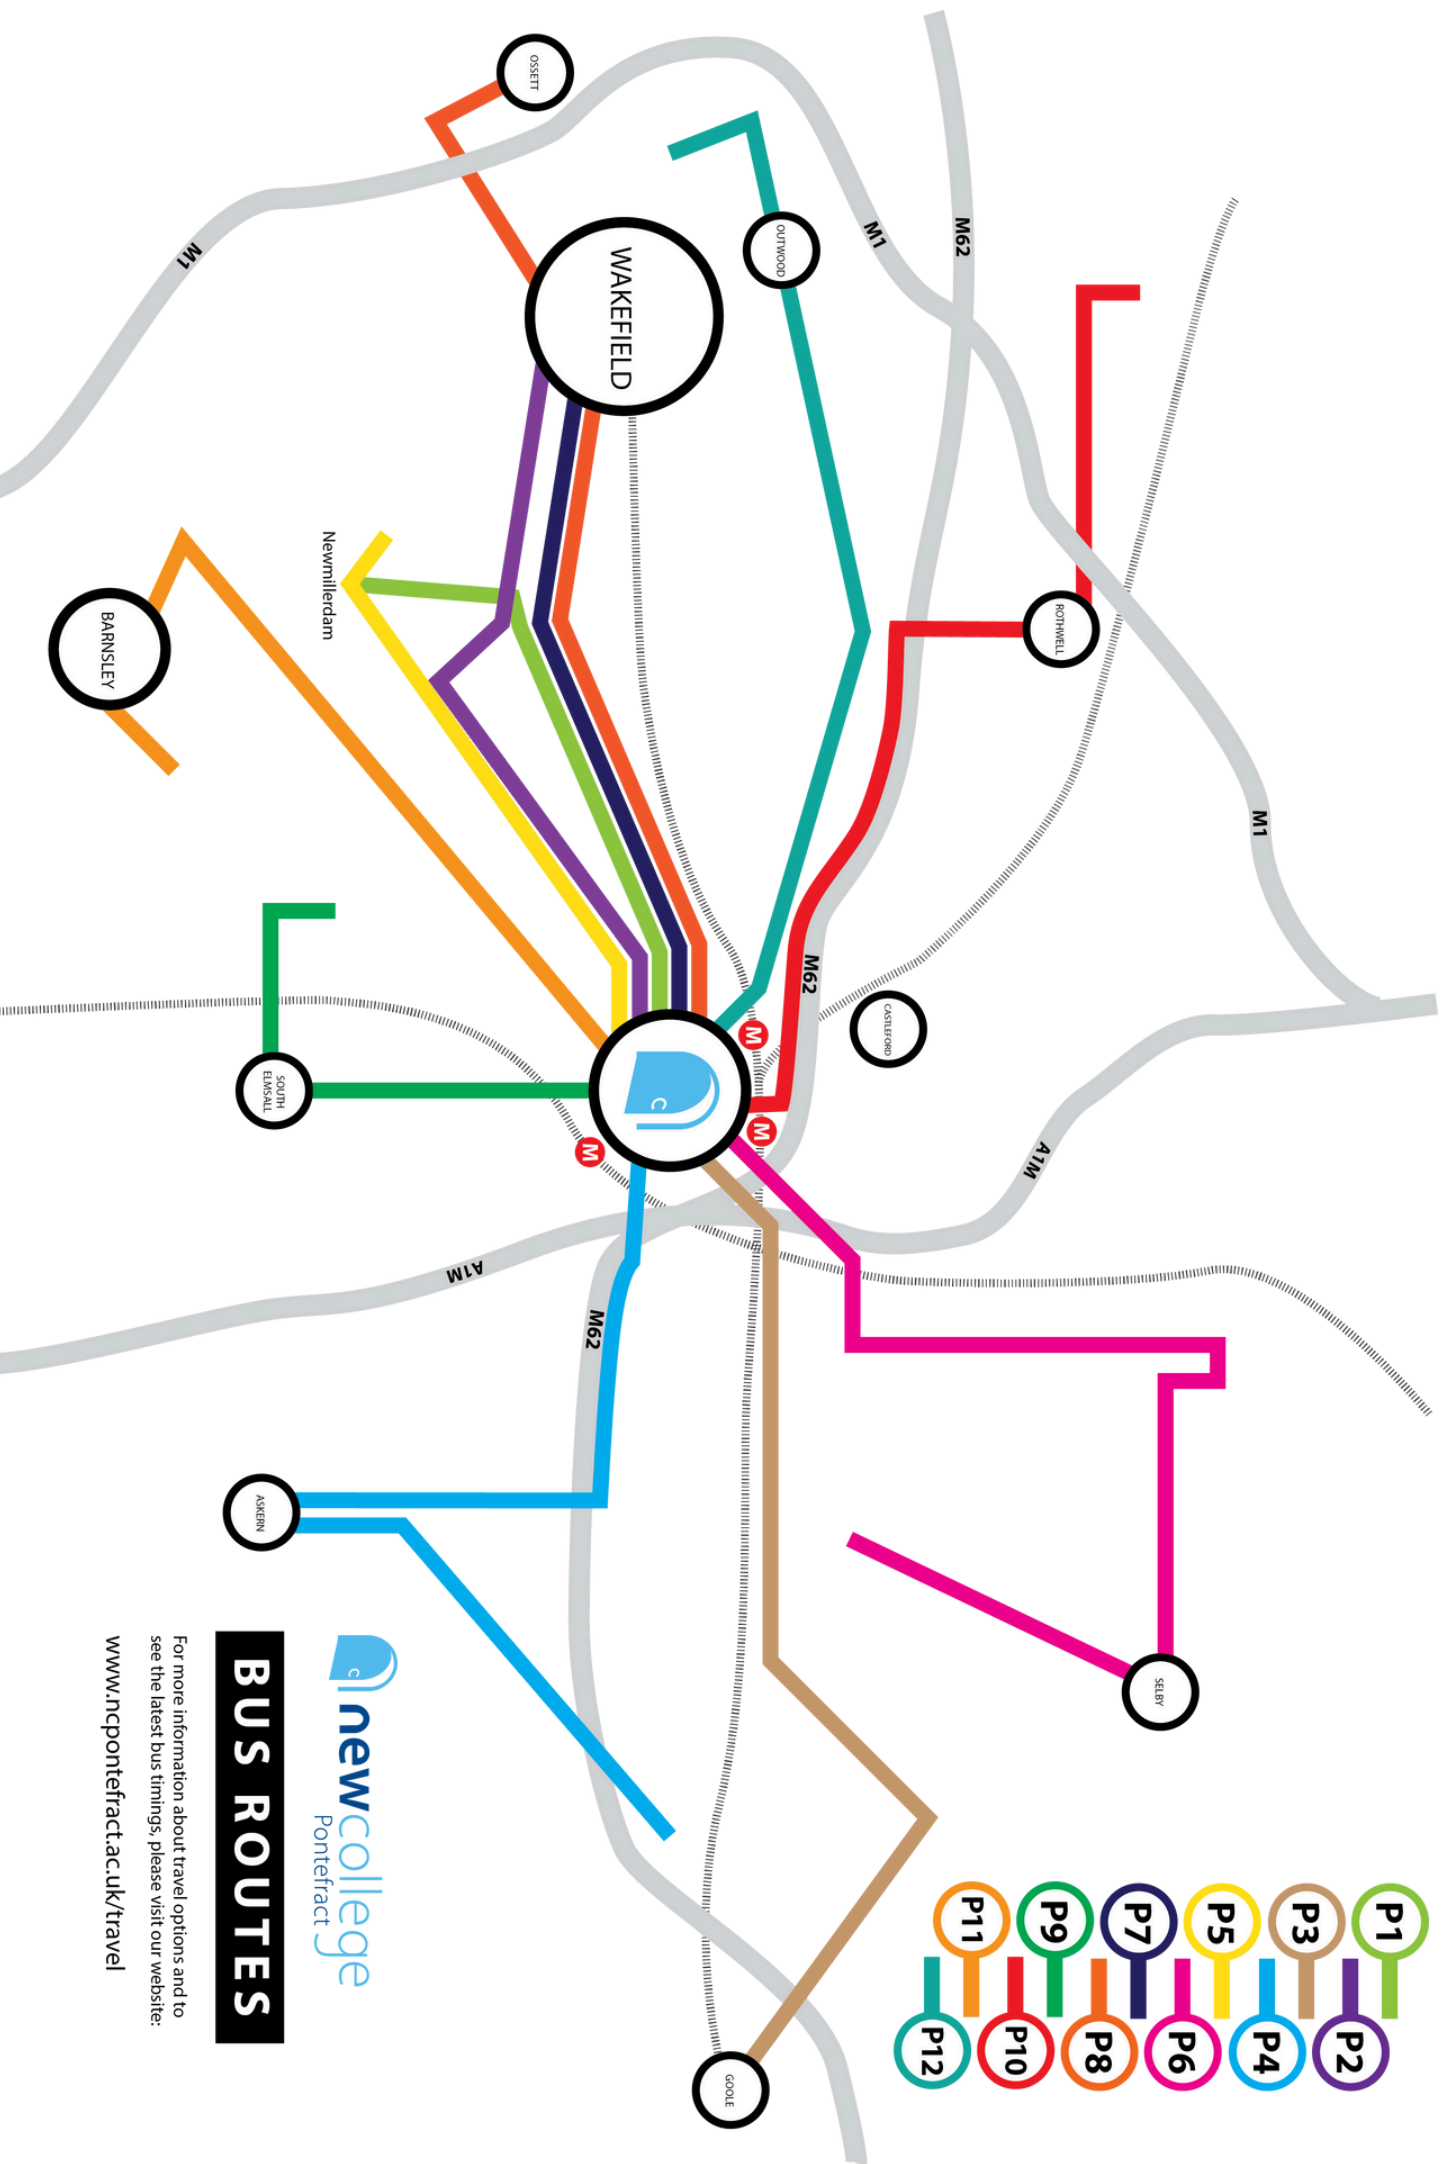 M1
ROTHWELL
M62
M1
OUTWOOD
WAKEFIELD
OSSETT
M1
Newmillerdam
BARNSLEY
CASTLEFORD
M62
M
M
C
M
SOUTH
ELMSALL
A1M
A1M
M62
SELBY
ASKERN
GOOLE
P1
P2
P3
P4
P5
P6
P7
P8
P9
P10
P11
P12
C
newcollege
Pontefract
BUS ROUTES
For more information about travel options and to
see the latest bus timings, please visit our website:
www.ncpontefract.ac.uk/travel